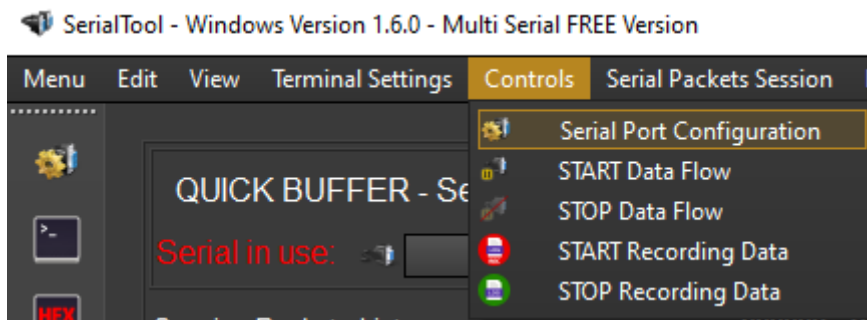 SerialTool - Windows Version 1.6.0 - Multi Serial FREE Version
Menu Edit View Terminal Settings Controls Serial Packets Session
Serial Port Configuration
START Data Flow
STOP Data Flow
START Recording Data
STOP Recording Data
QUICK BUFFER - Se
Serial in use:
HEX